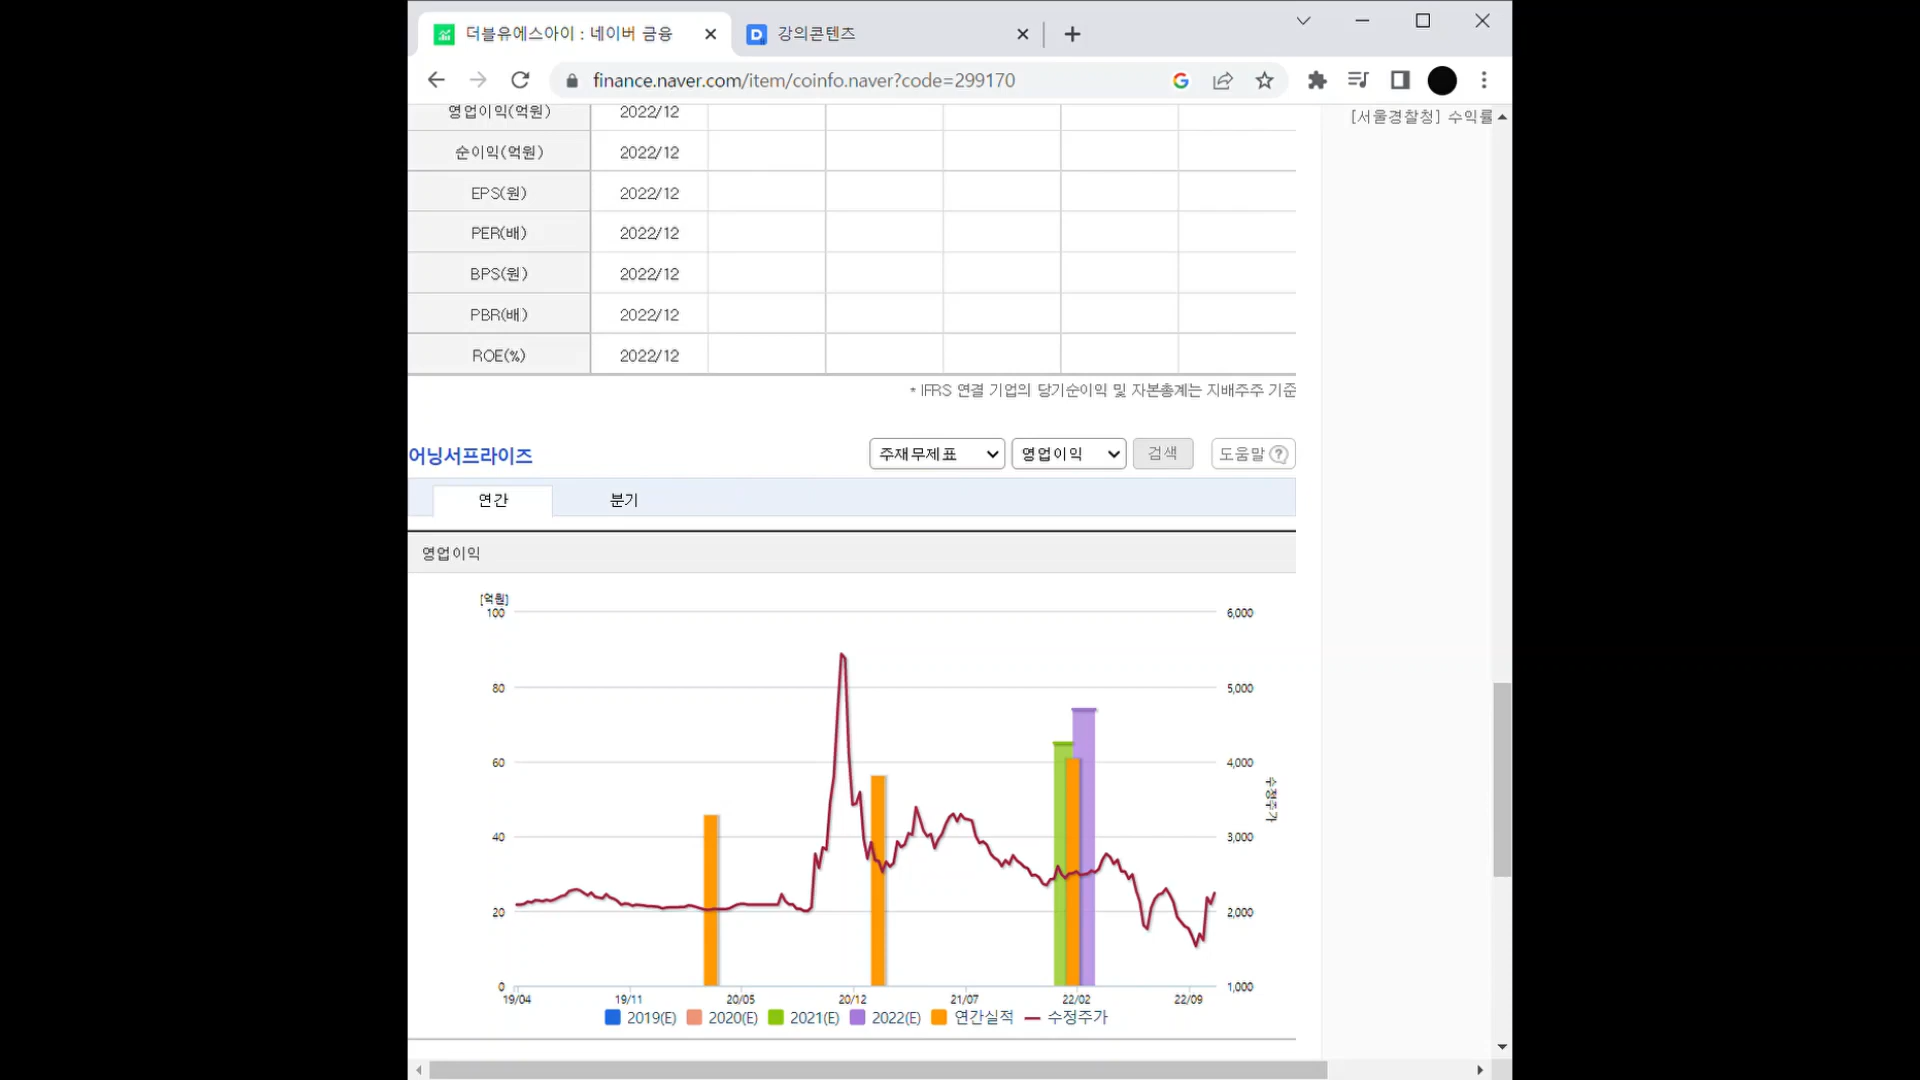 더블유에스아이 : 네이버 금융
강의콘텐츠
finance.naver.com/item/coinfo.naver?code=299170
[서울경찰청] 수익률
영업이익(억원) 2022/12
순이익(억원) 2022/12
EPS(원) 2022/12
PER(배) 2022/12
BPS(원) 2022/12
PBR(배) 2022/12
ROE(%) 2022/12
* IFRS 연결 기업의 당기순이익 및 자본총계는 지배주주 기준
어닝서프라이즈 주재무제표 영업이익 검색 도움말
연간 분기
영업이익
[억원]
100 6,000
80 5,000
60 4,000
수정주가
40 3,000
20 2,000
0 1,000
19/04 19/11 20/05 20/12 21/07 22/02 22/09
2019(E) 2020(E) 2021(E) 2022(E) 연간실적 수정주가